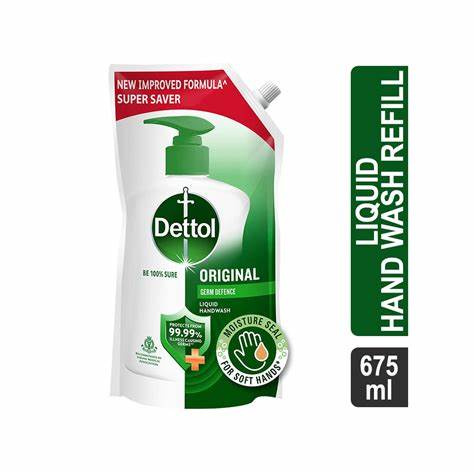 NEW IMPROVED FORMULA^
SUPER SAVER
Dettol
BE 100% SURE
ORIGINAL
GERM DEFENCE
LIQUID
HANDWASH
PROTECTS FROM
99.99%
ILLNESS CAUSING
GERMS*
MOISTURE SEAL
FOR SOFT HANDS^
LIQUID
HAND WASH REFILL
675
ml